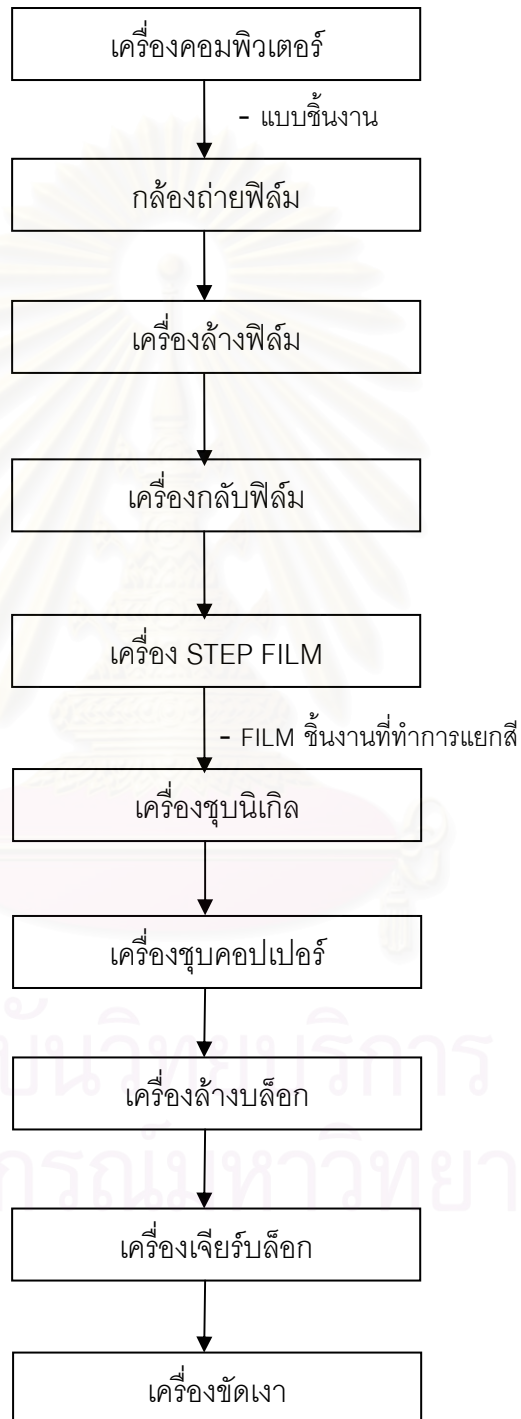 เครื่องคอมพิวเตอร์
- แบบชิ้นงาน
กล้องถ่ายฟิล์ม
เครื่องล้างฟิล์ม
เครื่องกลับฟิล์ม
เครื่อง STEP FILM
- FILM ชิ้นงานที่ทำการแยกสี
เครื่องชุบนิเกิล
เครื่องชุบคอปเปอร์
เครื่องล้างบล็อก
เครื่องเจียร์บล็อก
เครื่องขัดเงา